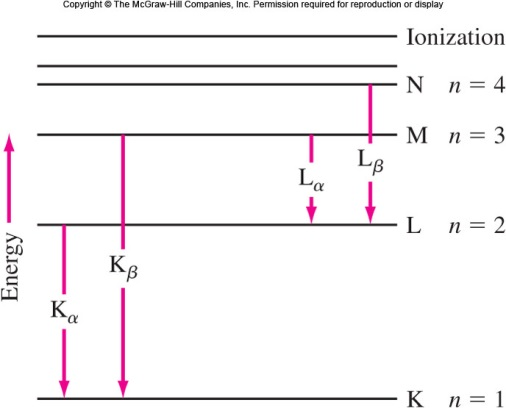 Copyright © The McGraw-Hill Companies, Inc. Permission required for reproduction or display
Ionization
N n = 4
M n = 3
Lα
Lβ
L n = 2
Energy
Kβ
Kα
K n = 1